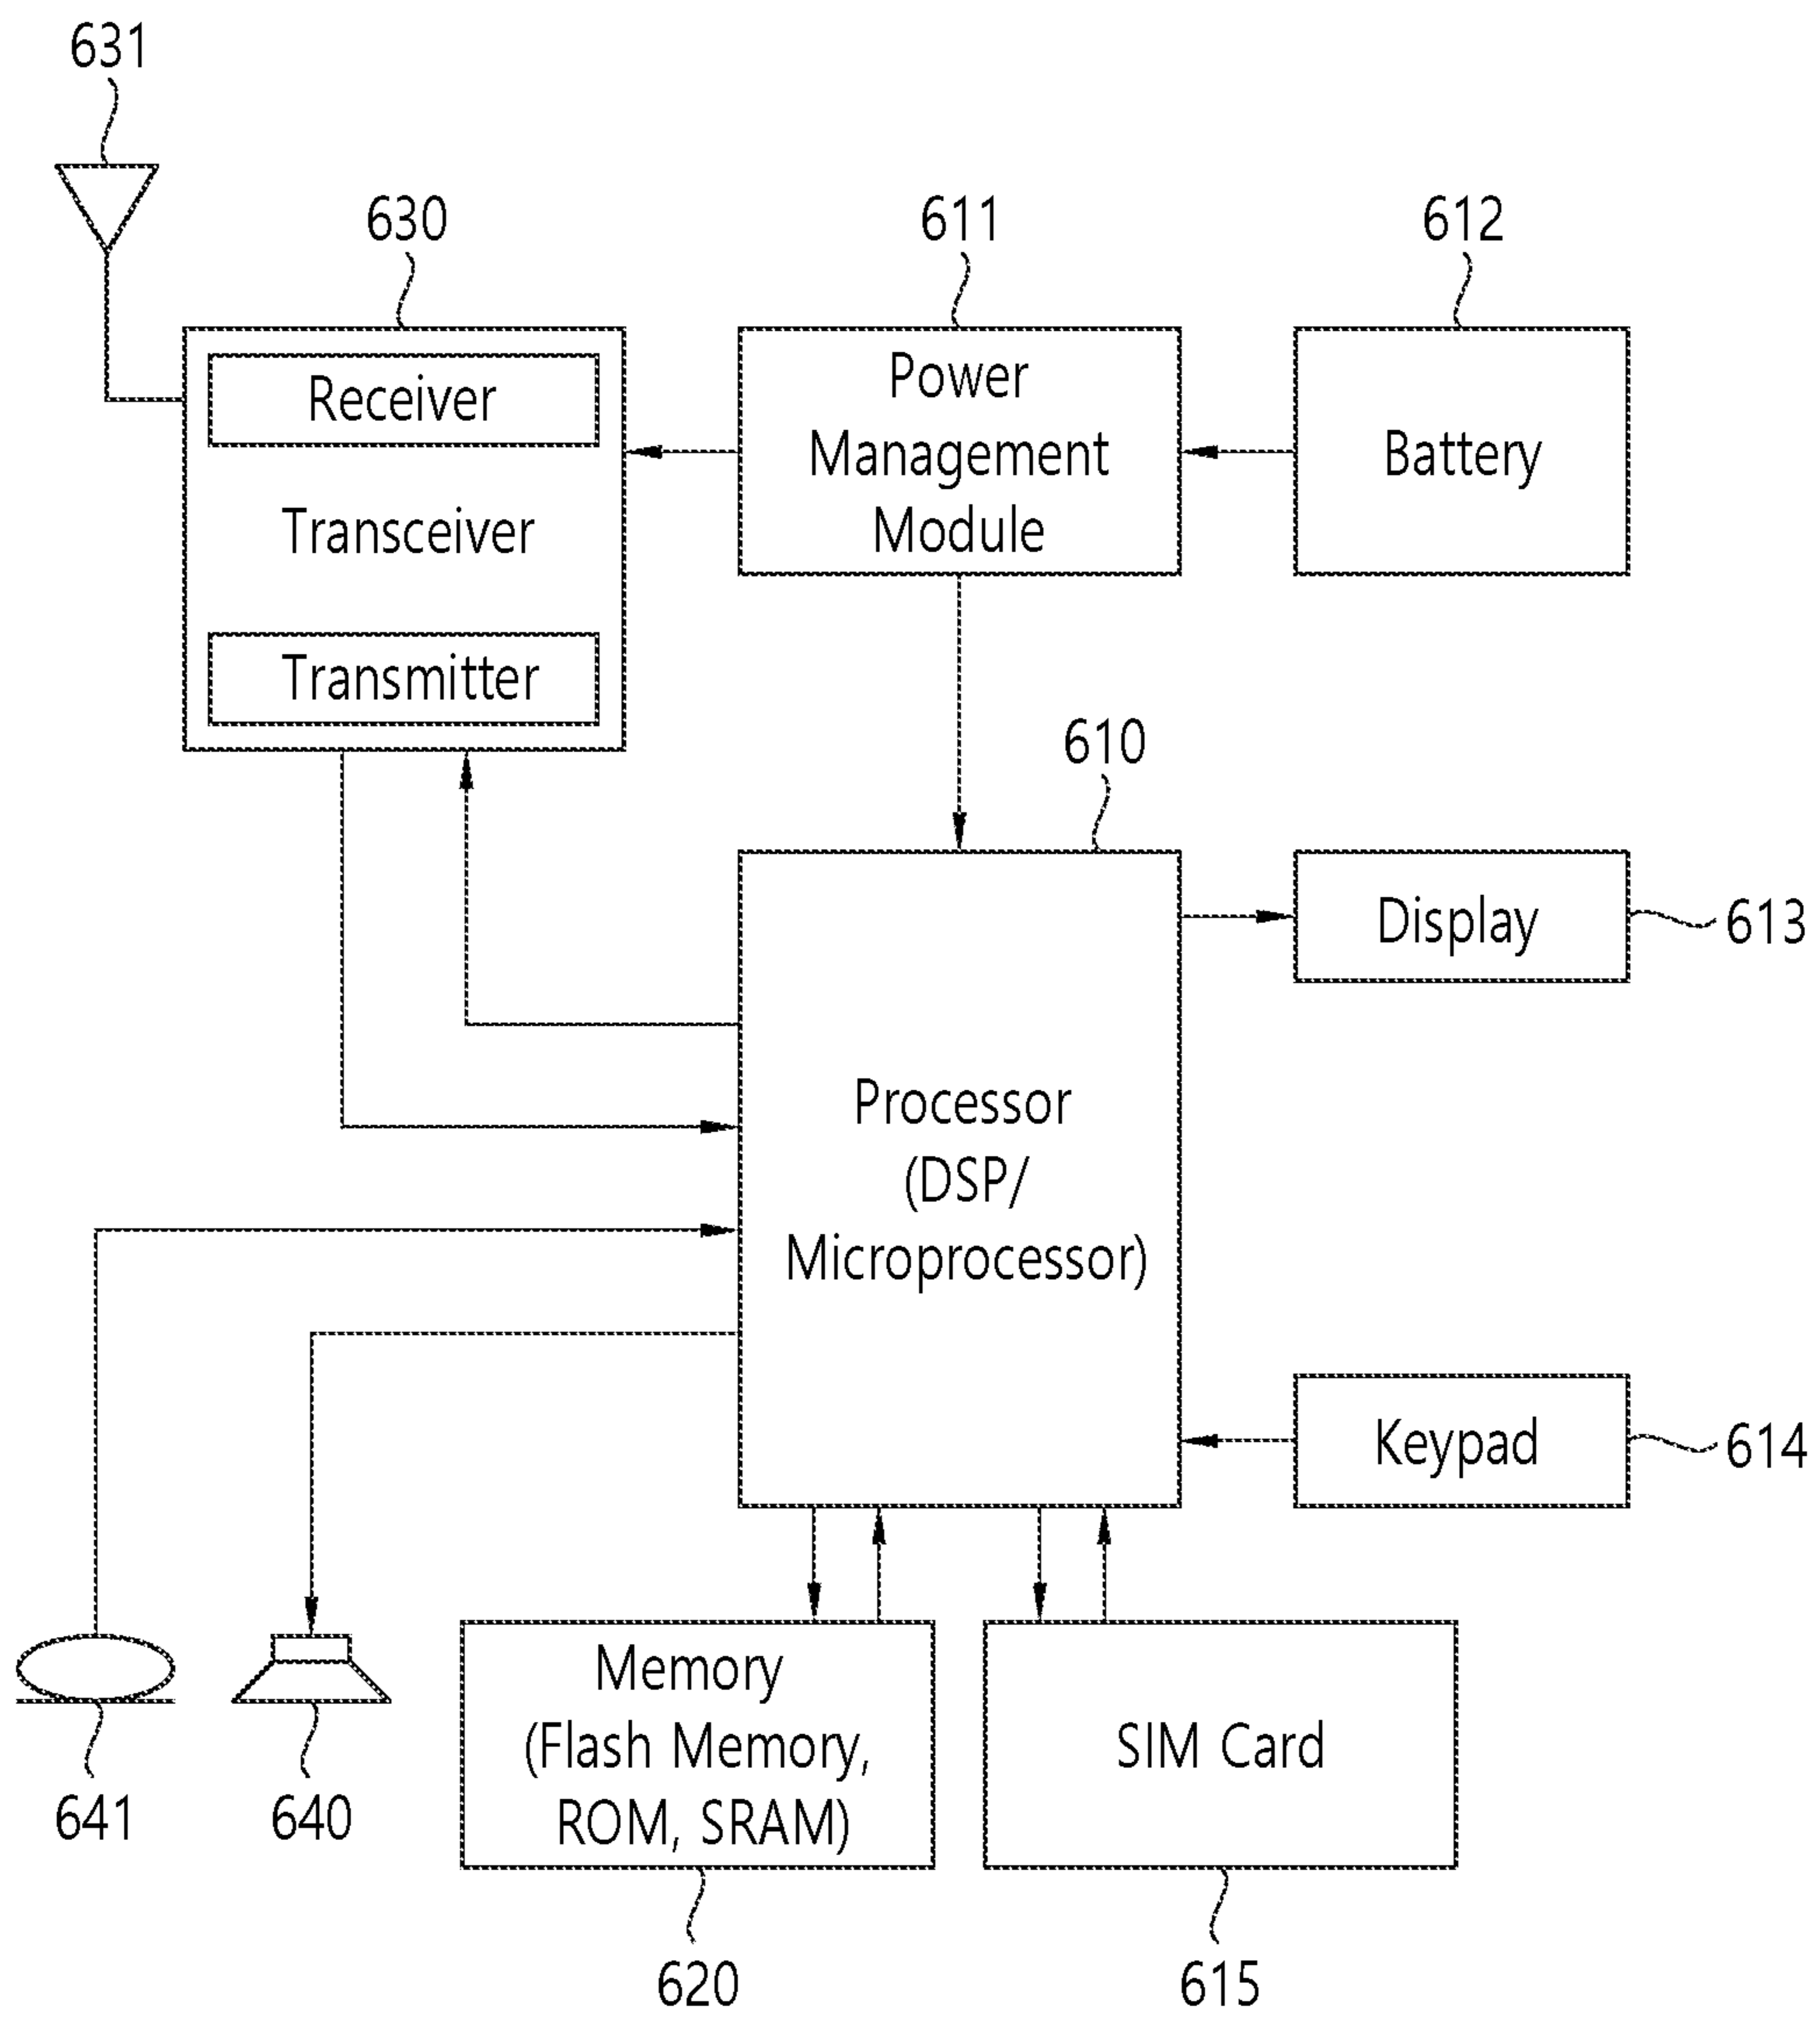 631
630
611
612
Receiver
Transceiver
Transmitter
Power
Management
Module
Battery
610
Processor
(DSP/
Microprocessor)
Display
613
Keypad
614
641
640
Memory
(Flash Memory,
ROM, SRAM)
SIM Card
620
615